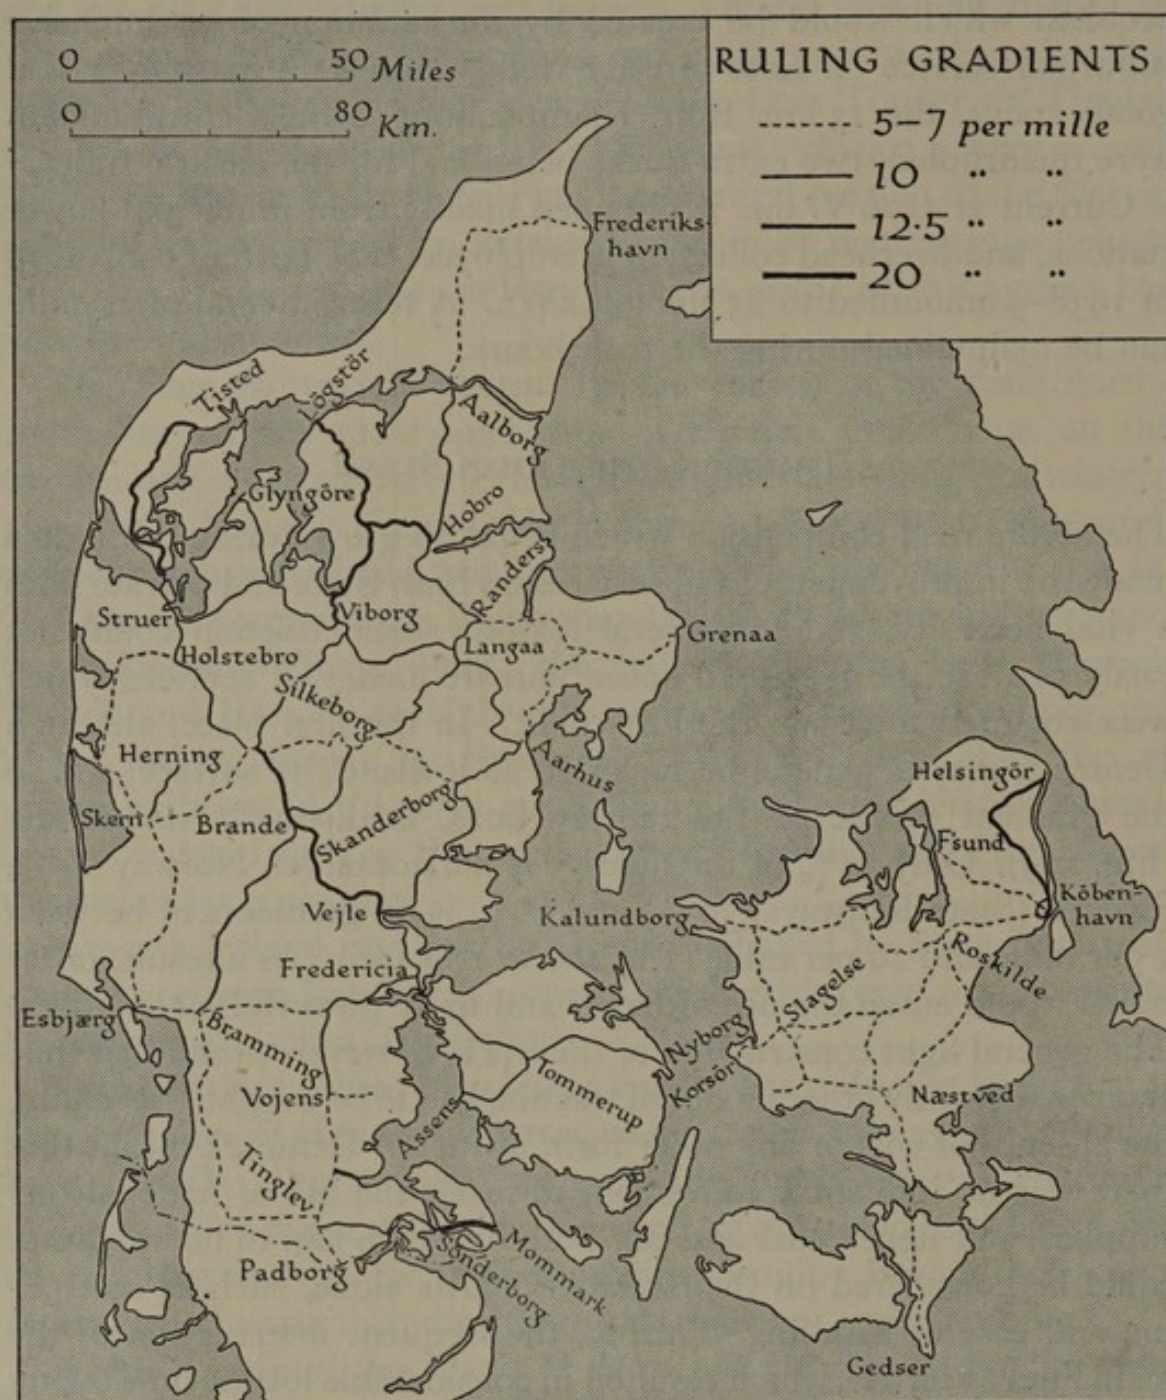 0 50 Miles
0 80 Km.
RULING GRADIENTS
5–7 per mille
10 " "
12·5 " "
20 " "
Frederiks-
havn
Tisted
Lögstör
Aalborg
Glyngöre
Hobro
Randers
Struer
Viborg
Grenaa
Holstebro
Langaa
Silkeborg
Herning
Aarhus
Helsingör
Skern
Brande
Skanderborg
F'sund
Vejle
Kalundborg
Köben-
havn
Fredericia
Roskilde
Slagelse
Esbjærg
Bramming
Nyborg
Korsör
Vojens
Tommerup
Næstved
Assens
Tinglev
Padborg
Sönderborg
Mommark
Gedser